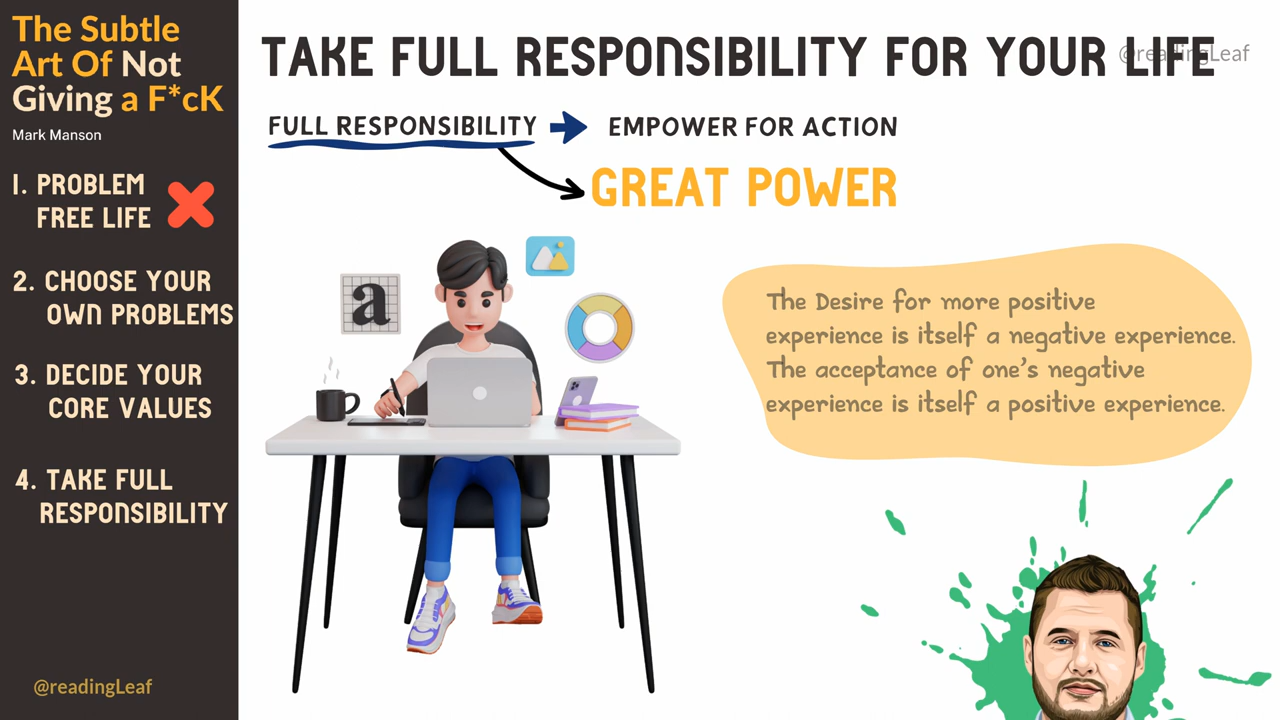 The Subtle
Art Of Not
Giving a F*cK
Mark Manson
1. PROBLEM
FREE LIFE
2. CHOOSE YOUR
OWN PROBLEMS
3. DECIDE YOUR
CORE VALUES
4. TAKE FULL
RESPONSIBILITY
@readingLeaf
TAKE FULL RESPONSIBILITY FOR YOUR LIFE
@readingLeaf
FULL RESPONSIBILITY
EMPOWER FOR ACTION
GREAT POWER
a
The Desire for more positive
experience is itself a negative experience.
The acceptance of one's negative
experience is itself a positive experience.